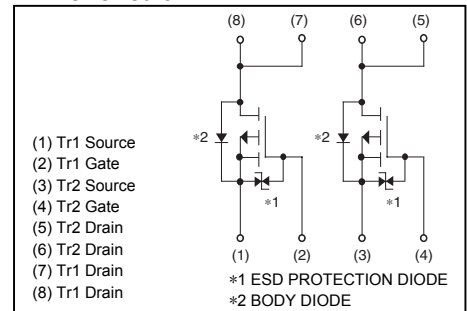 (8) (7) (6) (5)
*2 *2
*1 *1
(1) Tr1 Source
(2) Tr1 Gate
(3) Tr2 Source
(4) Tr2 Gate
(5) Tr2 Drain
(6) Tr2 Drain
(7) Tr1 Drain
(8) Tr1 Drain
(1) (2) (3) (4)
*1 ESD PROTECTION DIODE
*2 BODY DIODE